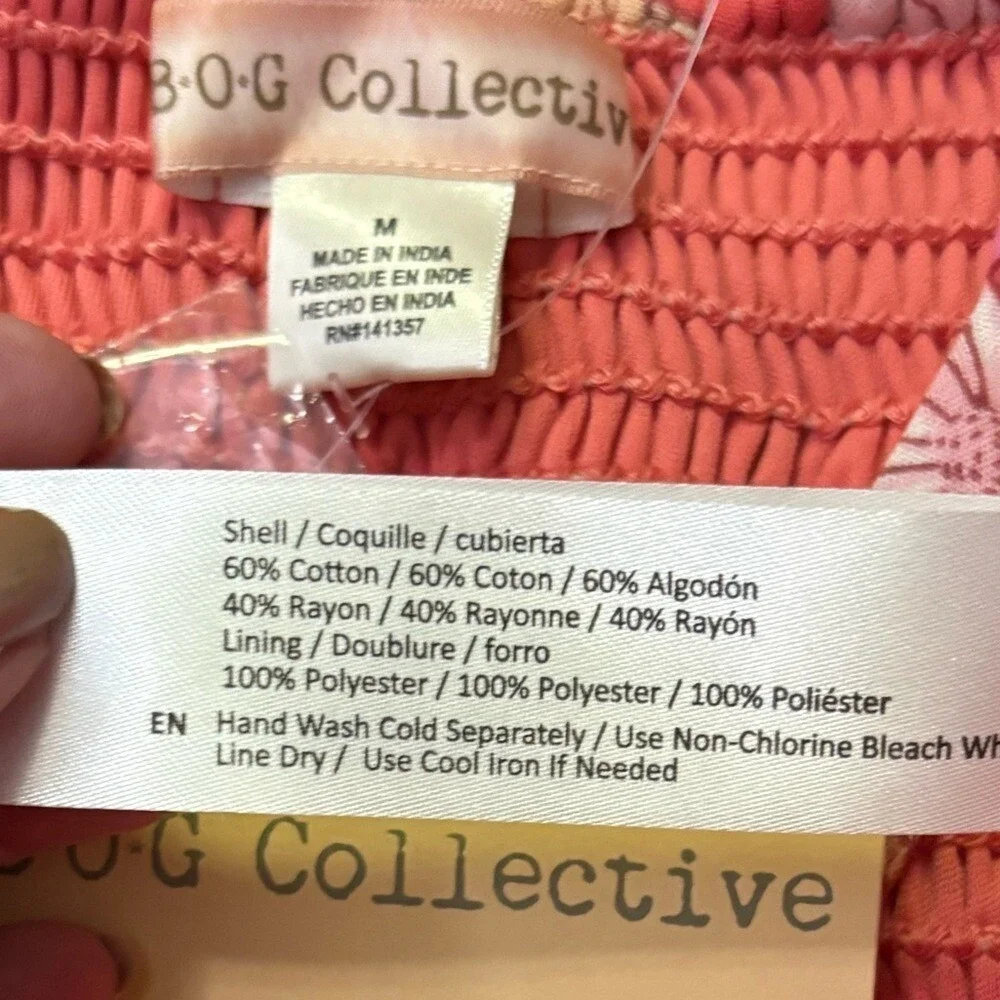 B·O·G Collectiv
M
MADE IN INDIA
FABRIQUE EN INDE
HECHO EN INDIA
RN#141357
Shell / Coquille / cubierta
60% Cotton / 60% Coton / 60% Algodón
40% Rayon / 40% Rayonne / 40% Rayón
Lining / Doublure / forro
100% Polyester / 100% Polyester / 100% Poliéster
EN Hand Wash Cold Separately / Use Non-Chlorine Bleach Wh
Line Dry / Use Cool Iron If Needed
O·G Collective